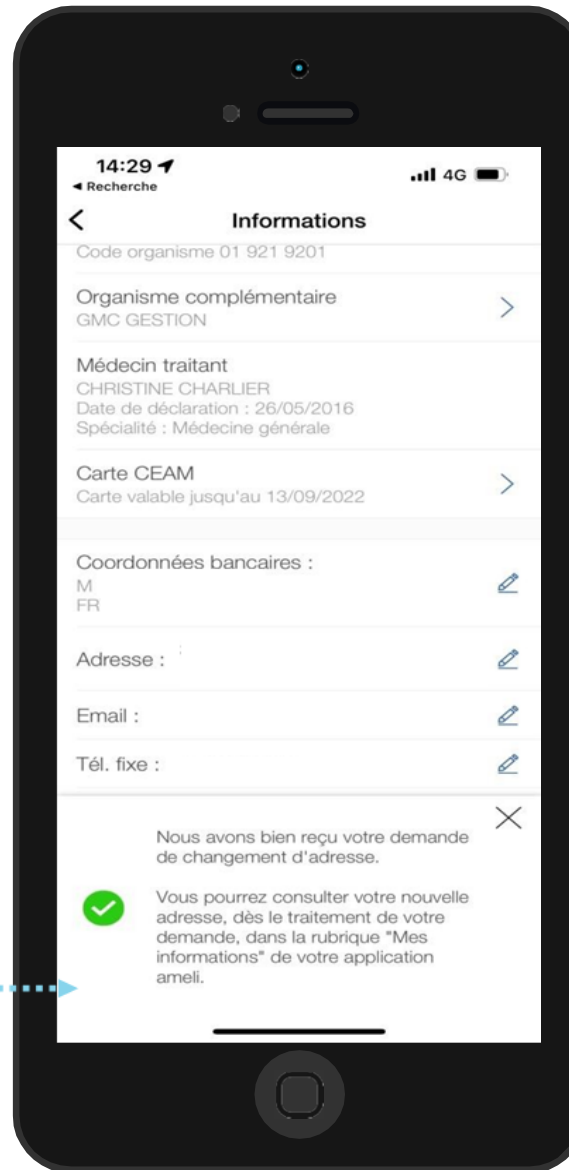 14:29
◀ Recherche
4G
Informations
Code organisme 01 921 9201
Organisme complémentaire
GMC GESTION
Médecin traitant
CHRISTINE CHARLIER
Date de déclaration : 26/05/2016
Spécialité : Médecine générale
Carte CEAM
Carte valable jusqu'au 13/09/2022
Coordonnées bancaires :
M
FR
Adresse :
Email :
Tél. fixe :
Nous avons bien reçu votre demande
de changement d'adresse.
Vous pourrez consulter votre nouvelle
adresse, dès le traitement de votre
demande, dans la rubrique "Mes
informations" de votre application
ameli.